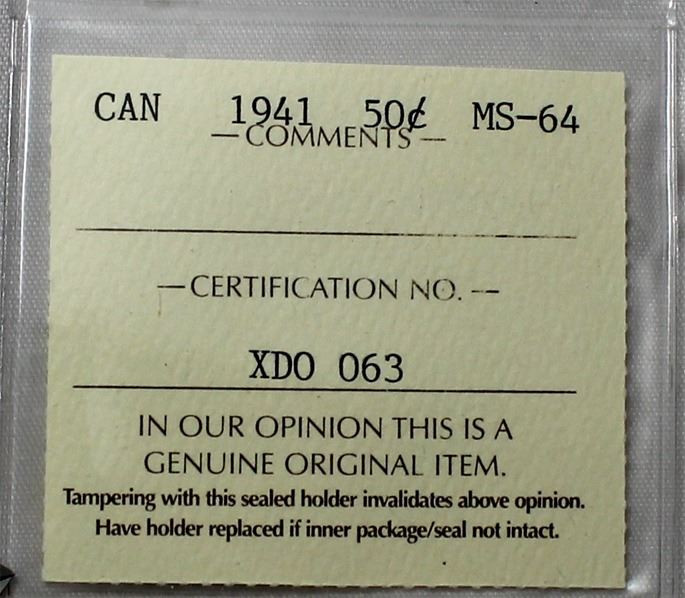 CAN 1941 50¢ MS-64
—COMMENTS—
—CERTIFICATION NO.—
XDO 063
IN OUR OPINION THIS IS A
GENUINE ORIGINAL ITEM.
Tampering with this sealed holder invalidates above opinion.
Have holder replaced if inner package/seal not intact.